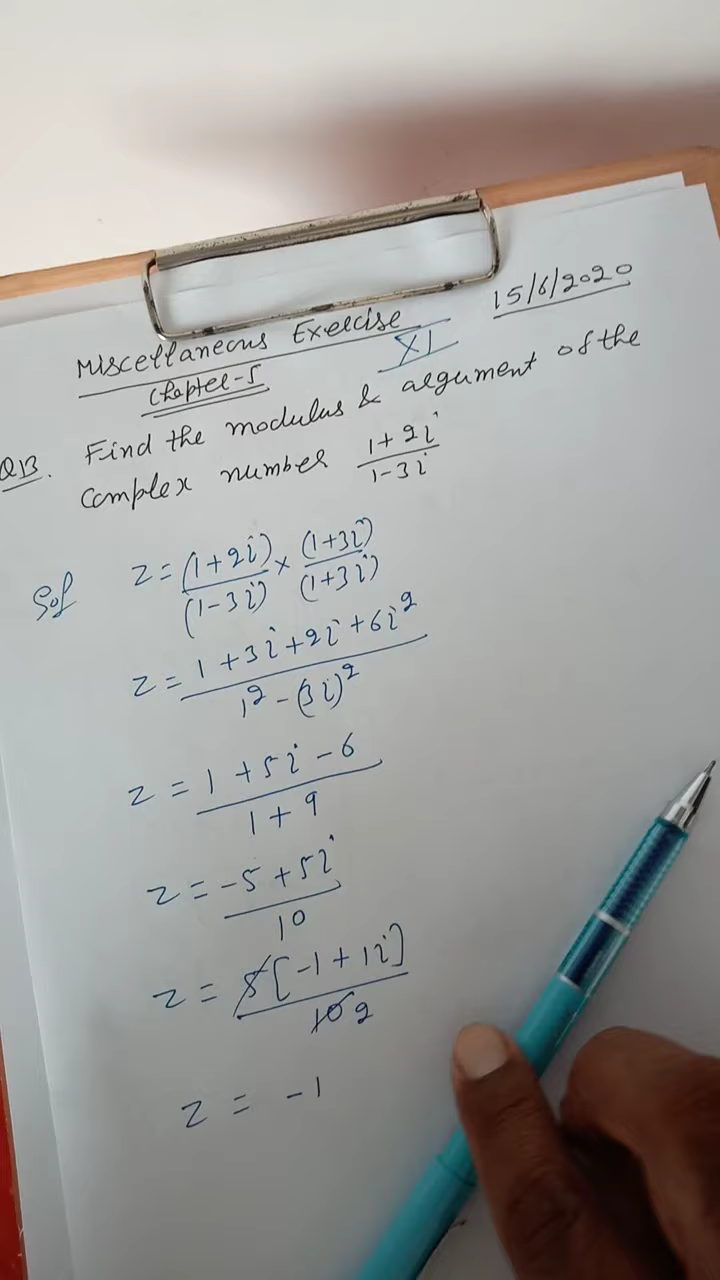 Miscellaneous Exercise
15/6/2020
Chapter-5
XI
Q13. Find the modulus & argument of the
complex number (1+2i)/(1-3i)
Sol
z = (1+2i)/(1-3i) × (1+3i)/(1+3i)
z = (1+3i+2i+6i²)/(1²-(3i)²)
z = (1+5i-6)/(1+9)
z = (-5+5i)/10
z = 5[-1+1i]/10 2
z = -1